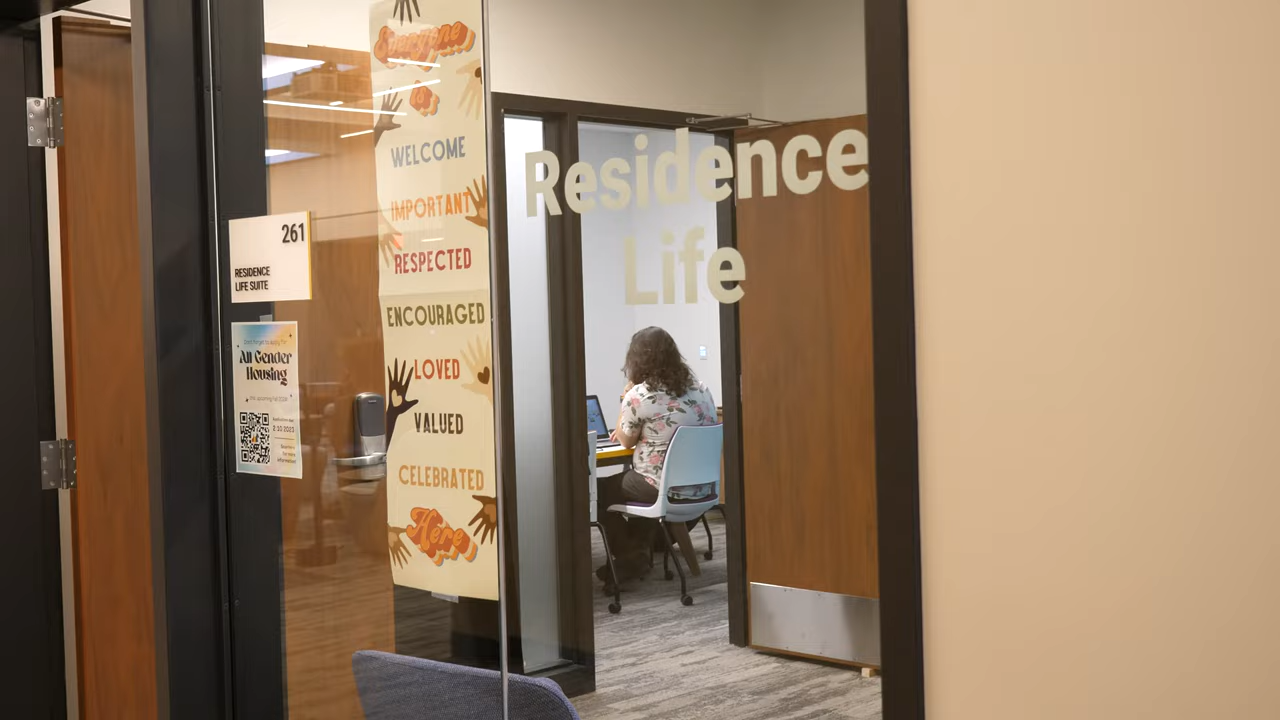 Everyone
is
WELCOME
IMPORTANT
RESPECTED
ENCOURAGED
LOVED
VALUED
CELEBRATED
Here
Residence
Life
261
RESIDENCE
LIFE SUITE
All Gender
Housing